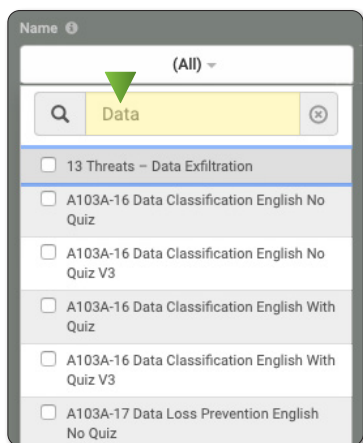 Name
(All)
Data
13 Threats – Data Exfiltration
A103A-16 Data Classification English No
Quiz
A103A-16 Data Classification English No
Quiz V3
A103A-16 Data Classification English With
Quiz
A103A-16 Data Classification English With
Quiz V3
A103A-17 Data Loss Prevention English
No Quiz